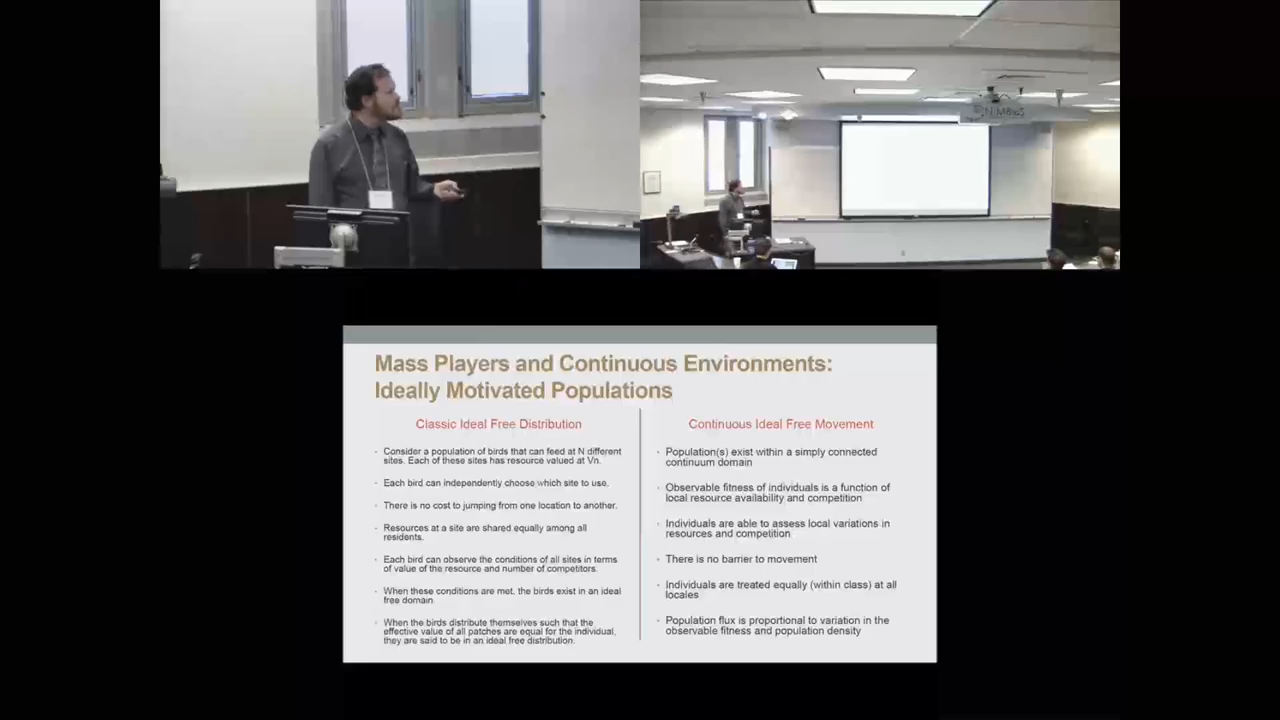 NIMBioS
Mass Players and Continuous Environments:
Ideally Motivated Populations
Classic Ideal Free Distribution
· Consider a population of birds that can feed at N different
sites. Each of these sites has resource valued at Vn.
· Each bird can independently choose which site to use.
· There is no cost to jumping from one location to another.
· Resources at a site are shared equally among all
residents.
· Each bird can observe the conditions of all sites in terms
of value of the resource and number of competitors.
· When these conditions are met, the birds exist in an ideal
free domain
· When the birds distribute themselves such that the
effective value of all patches are equal for the individual,
they are said to be in an ideal free distribution.
Continuous Ideal Free Movement
· Population(s) exist within a simply connected
continuum domain
· Observable fitness of individuals is a function of
local resource availability and competition
· Individuals are able to assess local variations in
resources and competition
· There is no barrier to movement
· Individuals are treated equally (within class) at all
locales
· Population flux is proportional to variation in the
observable fitness and population density